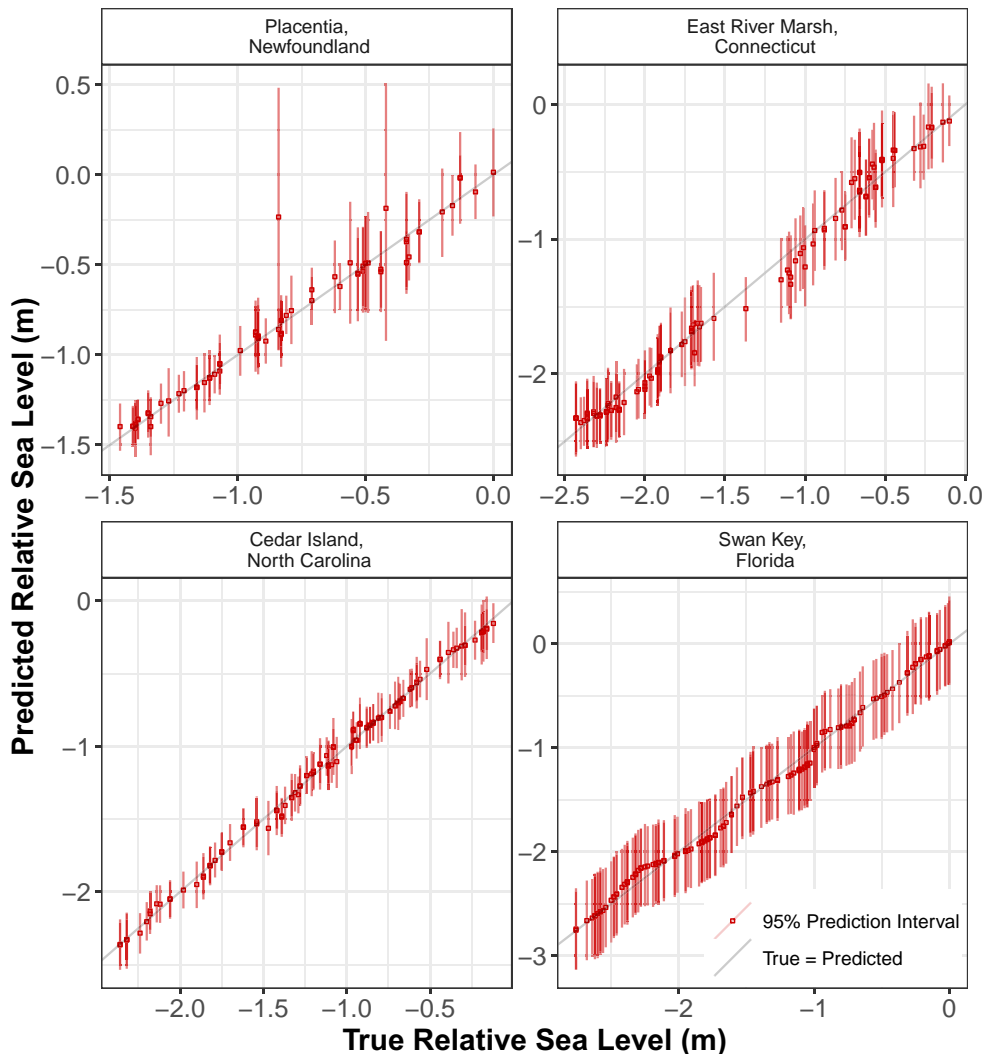 Placentia,
Newfoundland
East River Marsh,
Connecticut
0.5
0.0
−0.5
−1.0
−1.5
0
−1
−2
−1.5
−1.0
−0.5
0.0
−2.5
−2.0
−1.5
−1.0
−0.5
0.0
Predicted Relative Sea Level (m)
Cedar Island,
North Carolina
Swan Key,
Florida
0
−1
−2
0
−1
−2
−3
95% Prediction Interval
True = Predicted
−2.0
−1.5
−1.0
−0.5
−2
−1
0
True Relative Sea Level (m)